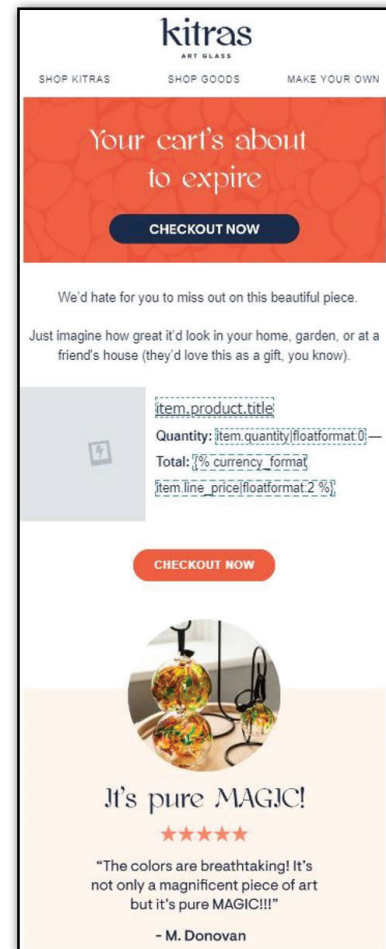 kitras
ART GLASS
SHOP KITRAS SHOP GOODS MAKE YOUR OWN
Your cart's about
to expire
CHECKOUT NOW
We'd hate for you to miss out on this beautiful piece.
Just imagine how great it'd look in your home, garden, or at a
friend's house (they'd love this as a gift, you know).
item.product.title
Quantity: item.quantity|floatformat:0 —
Total: {% currency_format
item.line_price|floatformat:2 %}
CHECKOUT NOW
It's pure MAGIC!
"The colors are breathtaking! It's
not only a magnificent piece of art
but it's pure MAGIC!!!"
- M. Donovan